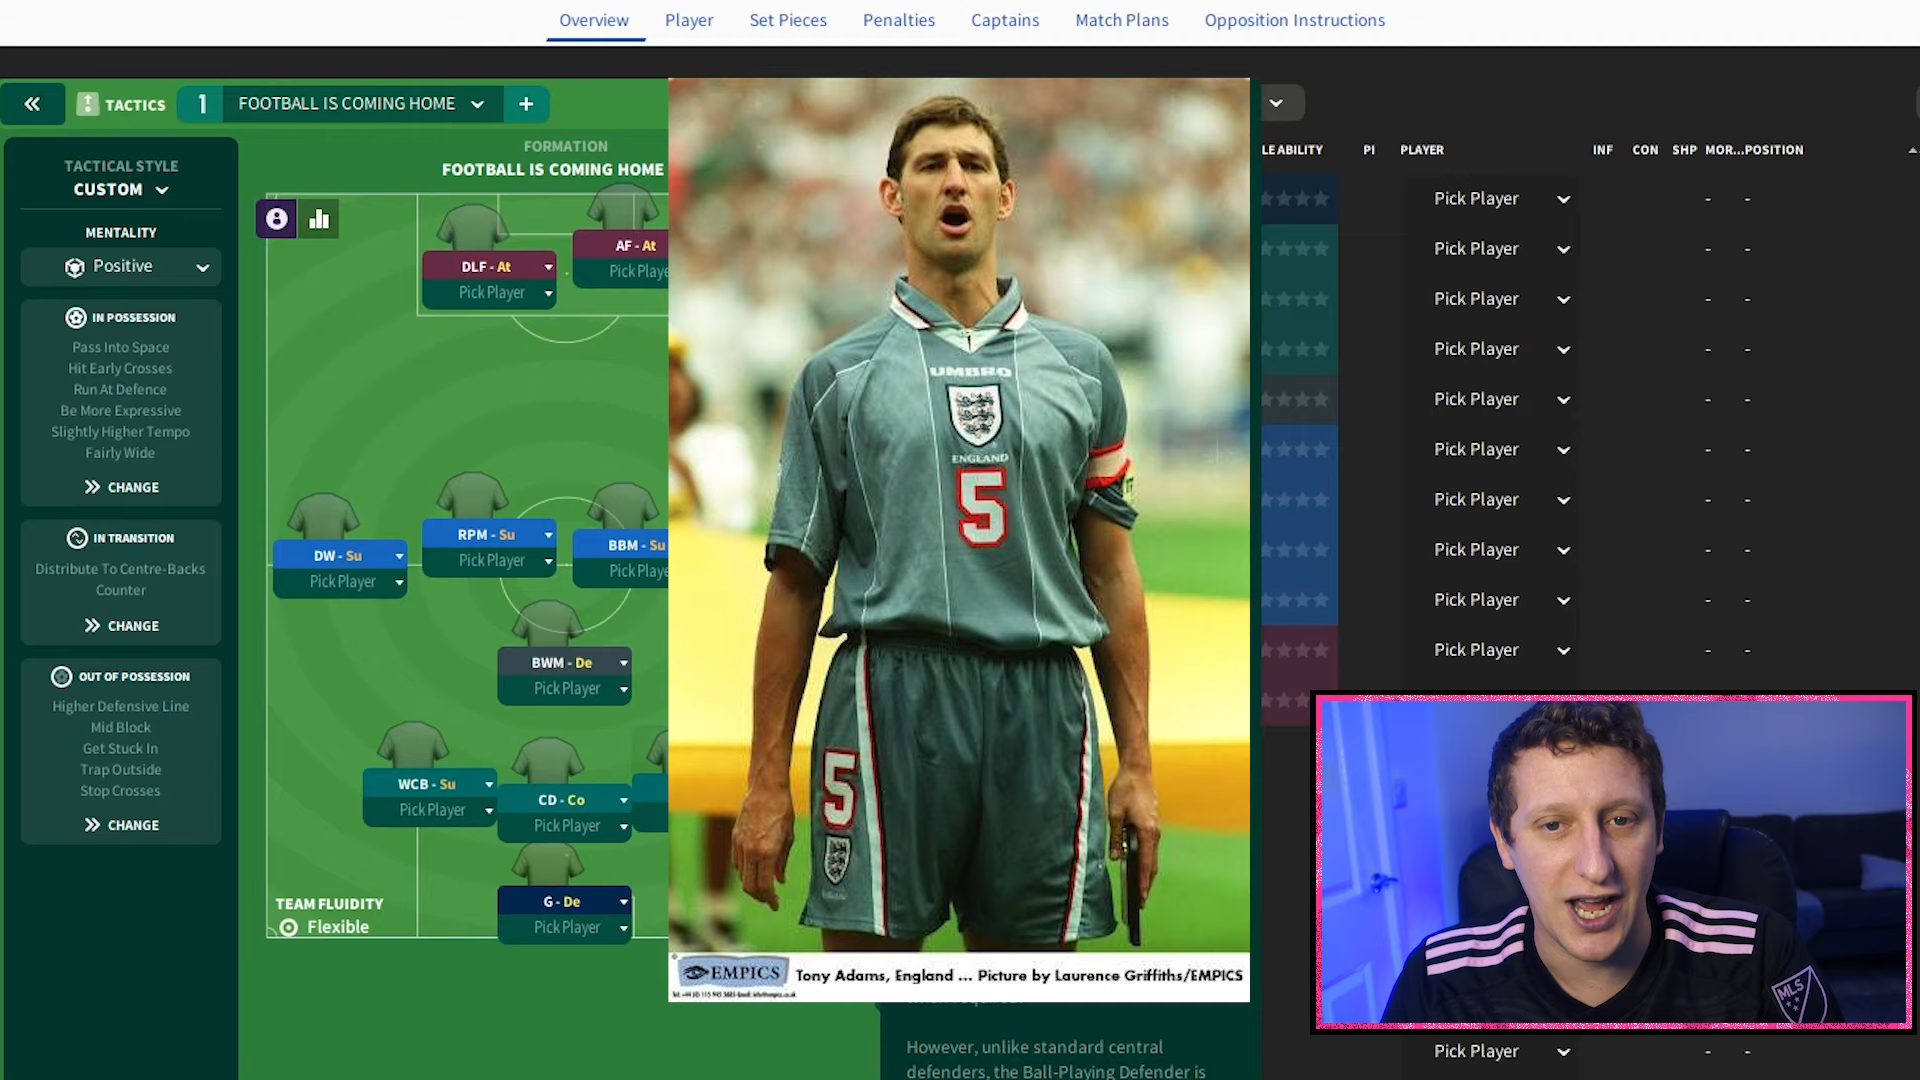 Overview Player Set Pieces Penalties Captains Match Plans Opposition Instructions
TACTICS 1 FOOTBALL IS COMING HOME +
TACTICAL STYLE
CUSTOM
MENTALITY
Positive
IN POSSESSION
Pass Into Space
Hit Early Crosses
Run At Defence
Be More Expressive
Slightly Higher Tempo
Fairly Wide
CHANGE
IN TRANSITION
Distribute To Centre-Backs
Counter
CHANGE
OUT OF POSSESSION
Higher Defensive Line
Mid Block
Get Stuck In
Trap Outside
Stop Crosses
CHANGE
FORMATION
FOOTBALL IS COMING HOME
AF - At
Pick Playe
DLF - At
Pick Player
RPM - Su
Pick Player
BBM - Su
Pick Playe
DW - Su
Pick Player
BWM - De
Pick Player
WCB - Su
Pick Player
CD - Co
Pick Player
G - De
Pick Player
TEAM FLUIDITY
Flexible
UMBRO
ENGLAND
5
5
EMPICS
Tony Adams, England ... Picture by Laurence Griffiths/EMPICS
However, unlike standard central
defenders, the Ball-Playing Defender is
LE ABILITY PI PLAYER INF CON SHP MOR... POSITION
Pick Player - -
Pick Player - -
Pick Player - -
Pick Player - -
Pick Player - -
Pick Player - -
Pick Player - -
Pick Player - -
Pick Player - -
Pick Player - -
MLS
Pick Player - -